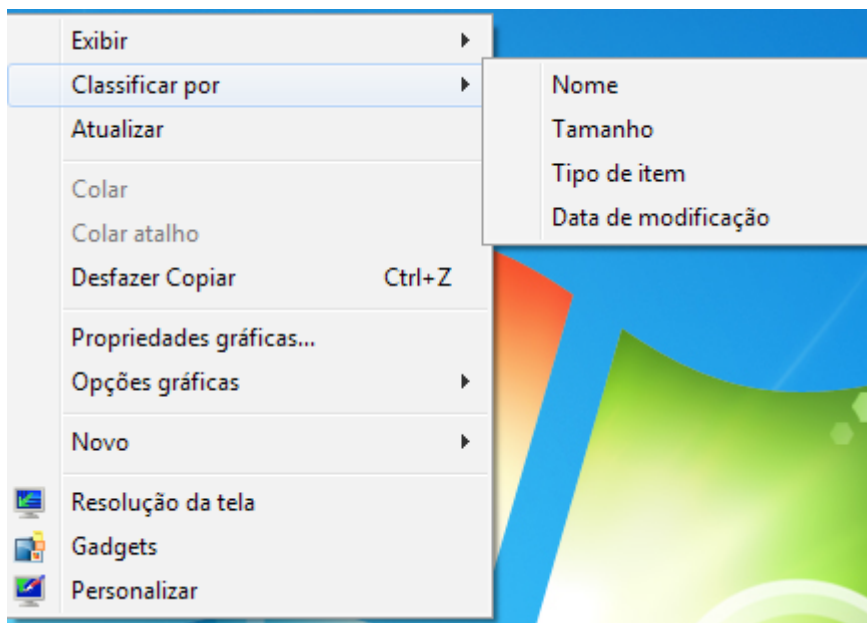 Exibir
Classificar por
Atualizar
Colar
Colar atalho
Desfazer Copiar Ctrl+Z
Propriedades gráficas...
Opções gráficas
Novo
Resolução da tela
Gadgets
Personalizar
Nome
Tamanho
Tipo de item
Data de modificação